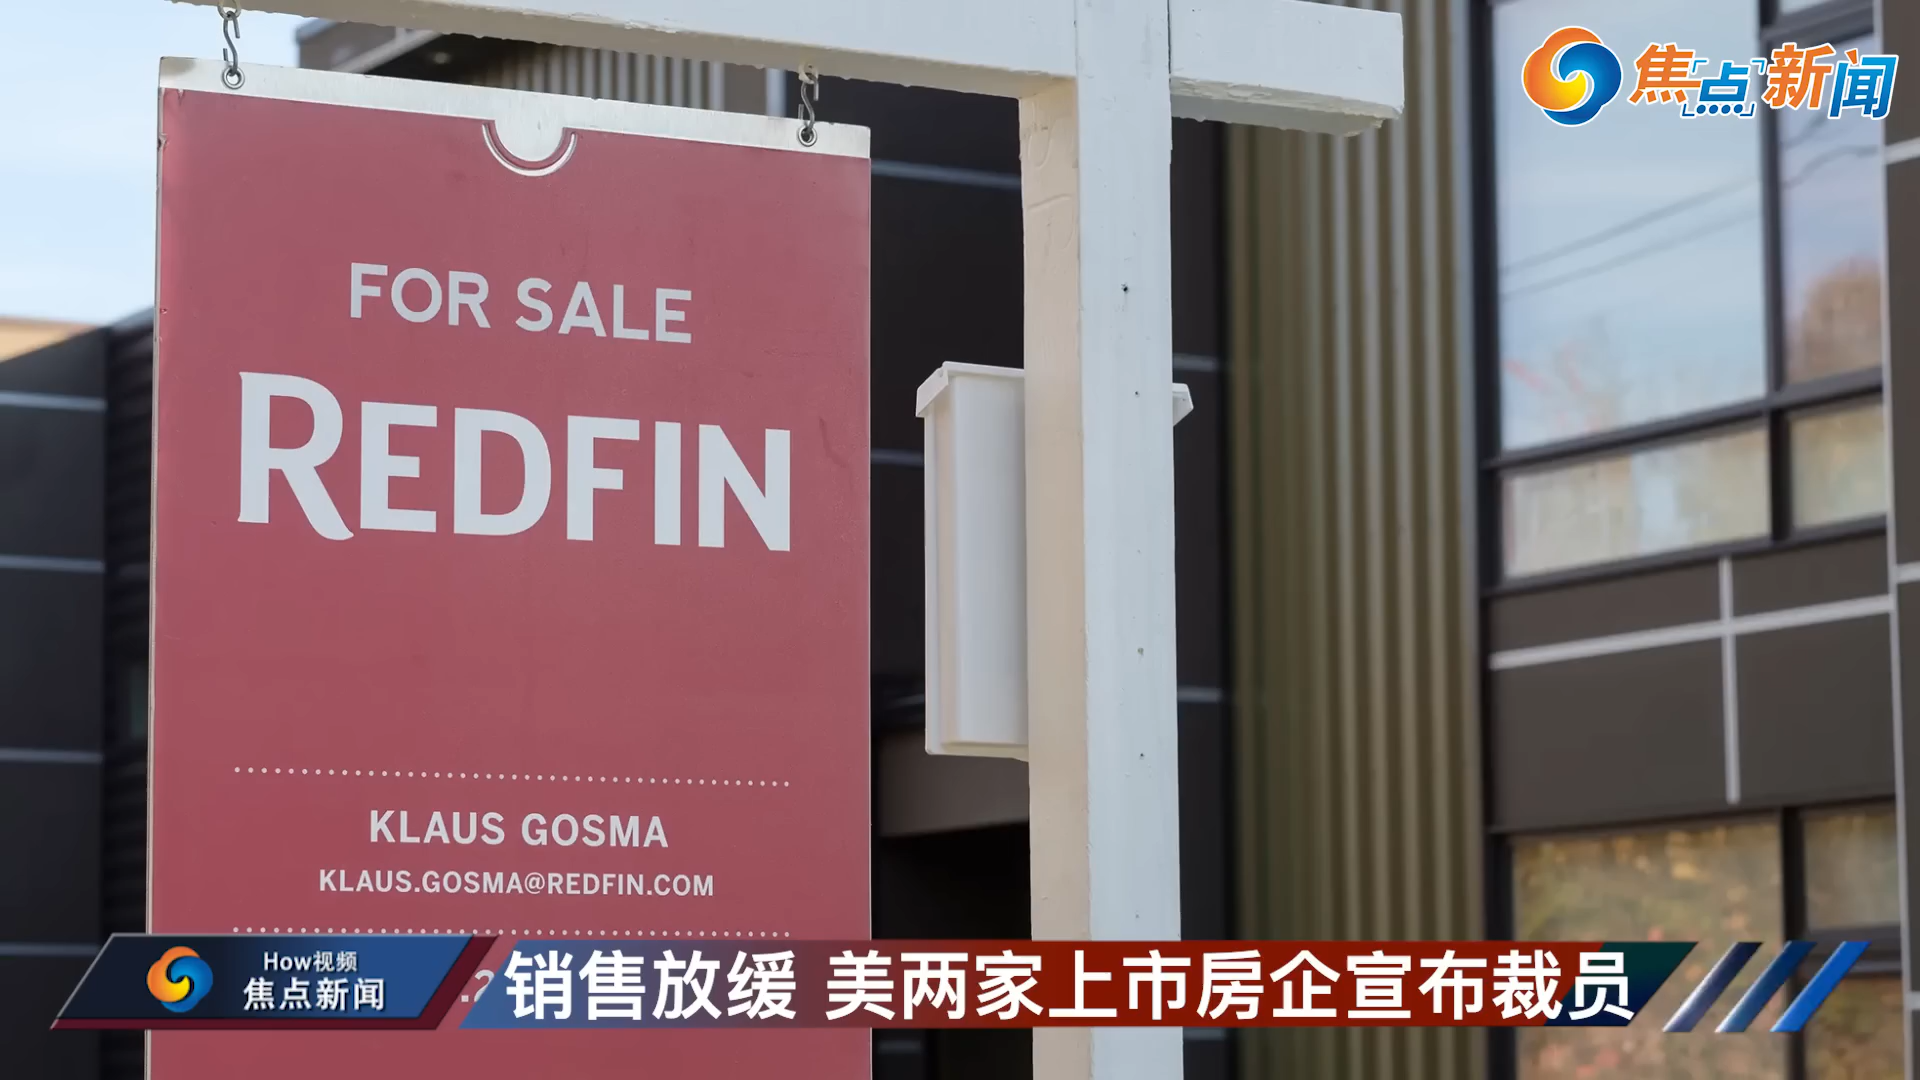 焦点新闻
FOR SALE
REDFIN
KLAUS GOSMA
KLAUS.GOSMA@REDFIN.COM
How视频
焦点新闻
销售放缓 美两家上市房企宣布裁员